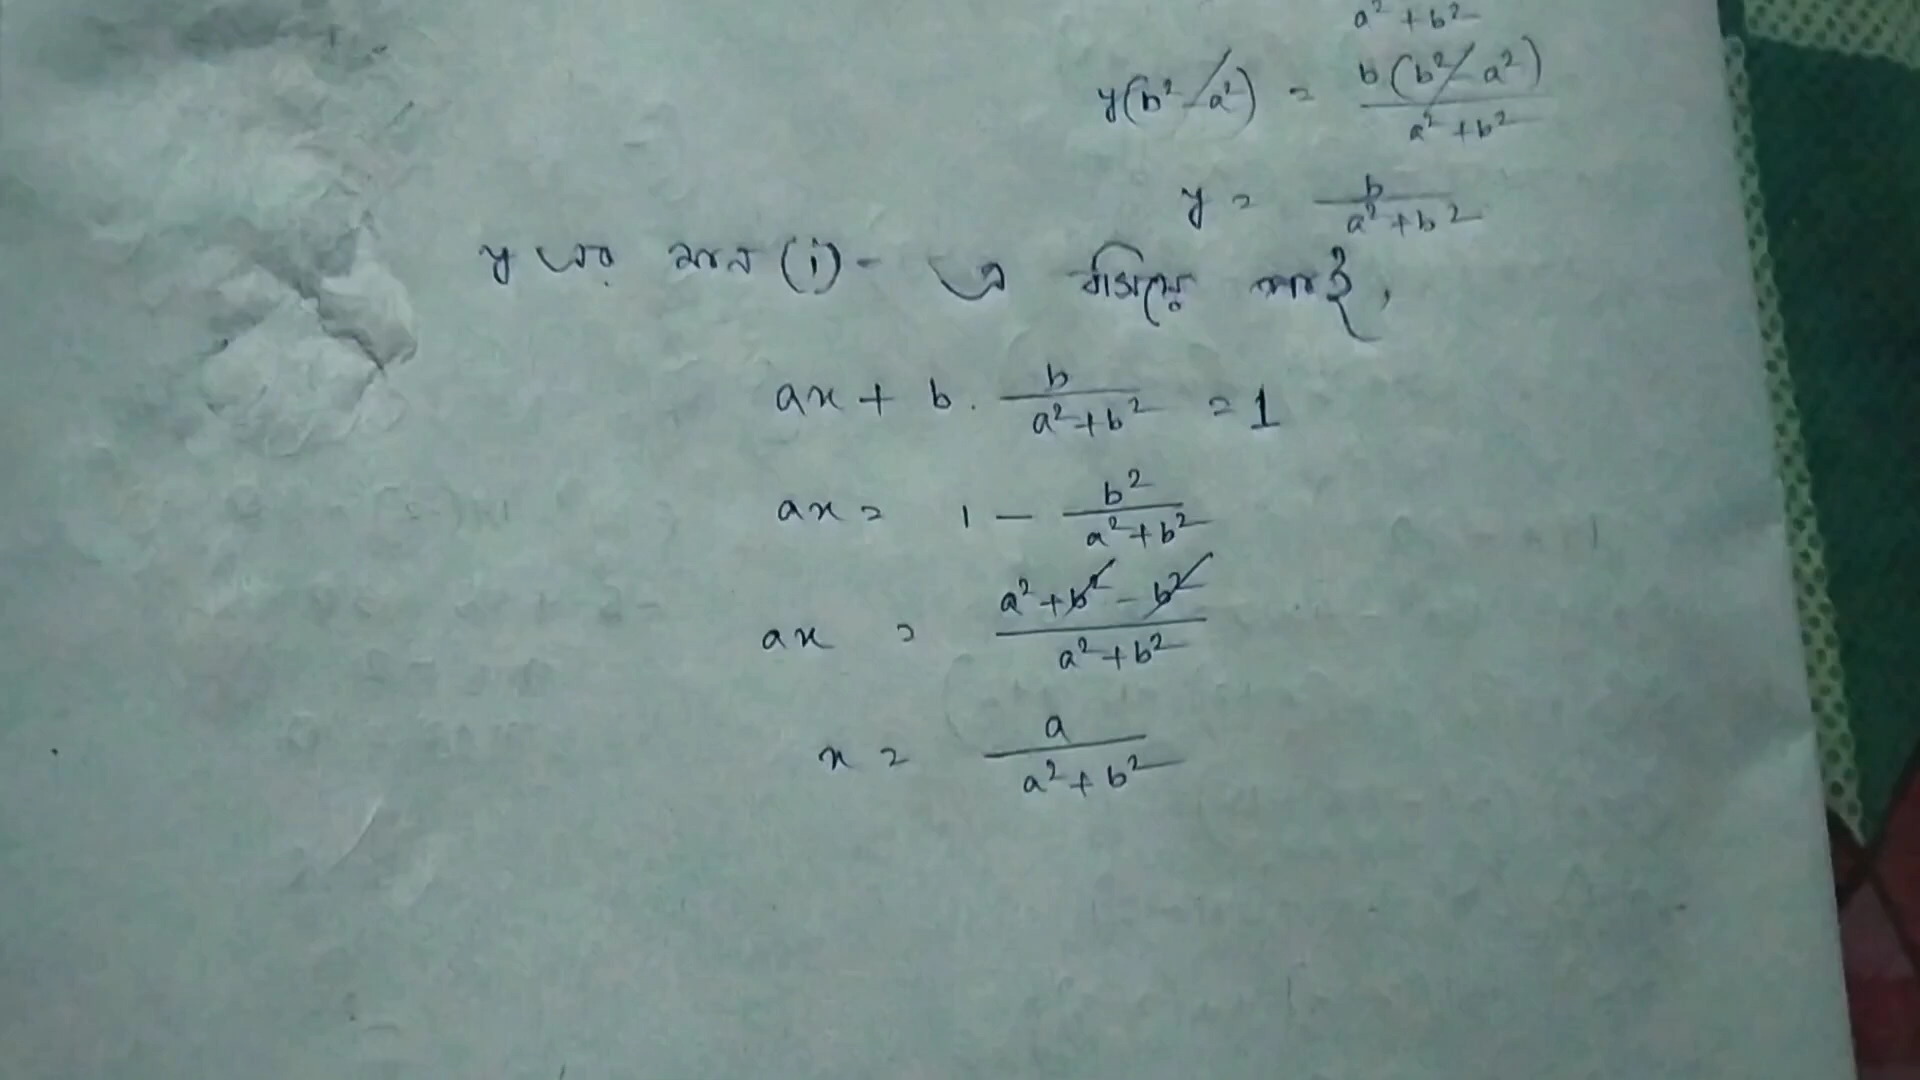 a² + b²
y(b² - a²) = b(b² - a²) / a² + b²
y = b / a² + b²
y এর মান (i) - এ বসিয়ে পাই,
ax + b . b / a² + b² = 1
ax = 1 - b² / a² + b²
ax = a² + b² - b² / a² + b²
x = a / a² + b²